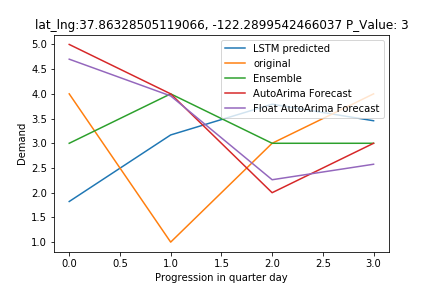 lat_lng:37.86328505119066, -122.2899542466037 P_Value: 3
LSTM predicted
original
Ensemble
AutoArima Forecast
Float AutoArima Forecast
Demand
5.0
4.5
4.0
3.5
3.0
2.5
2.0
1.5
1.0
0.0 0.5 1.0 1.5 2.0 2.5 3.0
Progression in quarter day